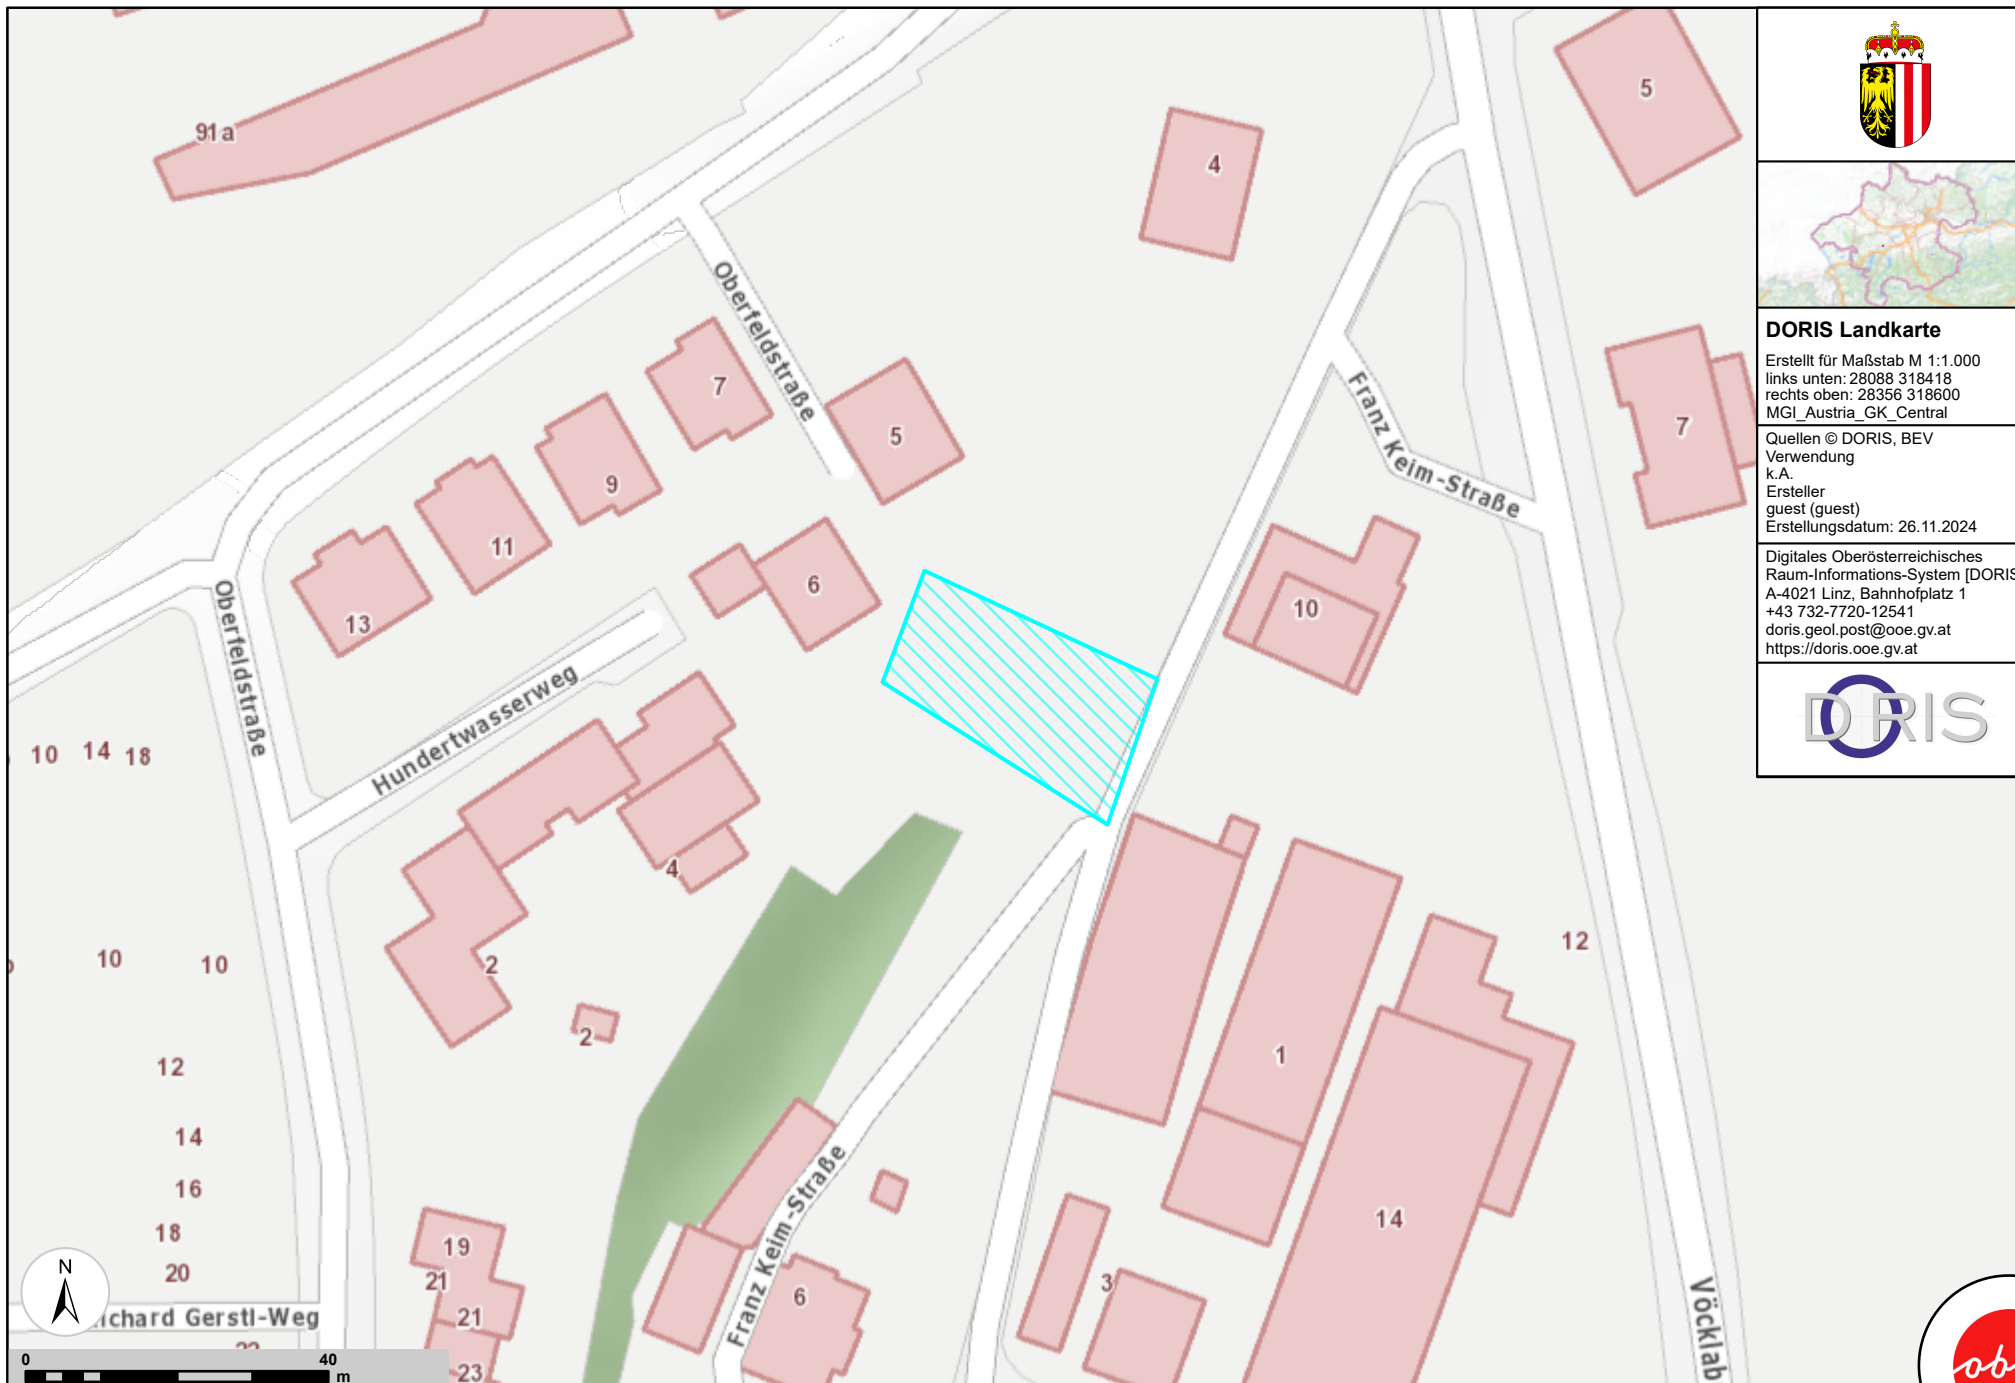 91a
4
5
Oberfeldstraße
7
5
9
11
13
6
Franz Keim-Straße
7
10
Oberfeldstraße
Hundertwasserweg
10
14
18
4
10
10
2
2
12
1
12
14
16
18
20
19
21
21
23
Franz Keim-Straße
6
3
14
Vöcklab
ichard Gerstl-Weg
N
0
40
m
DORIS Landkarte
Erstellt für Maßstab M 1:1.000
links unten: 28088 318418
rechts oben: 28356 318600
MGI_Austria_GK_Central
Quellen © DORIS, BEV
Verwendung
k.A.
Ersteller
guest (guest)
Erstellungsdatum: 26.11.2024
Digitales Oberösterreichisches
Raum-Informations-System [DORIS
A-4021 Linz, Bahnhofplatz 1
+43 732-7720-12541
doris.geol.post@ooe.gv.at
https://doris.ooe.gv.at
DORIS
ob